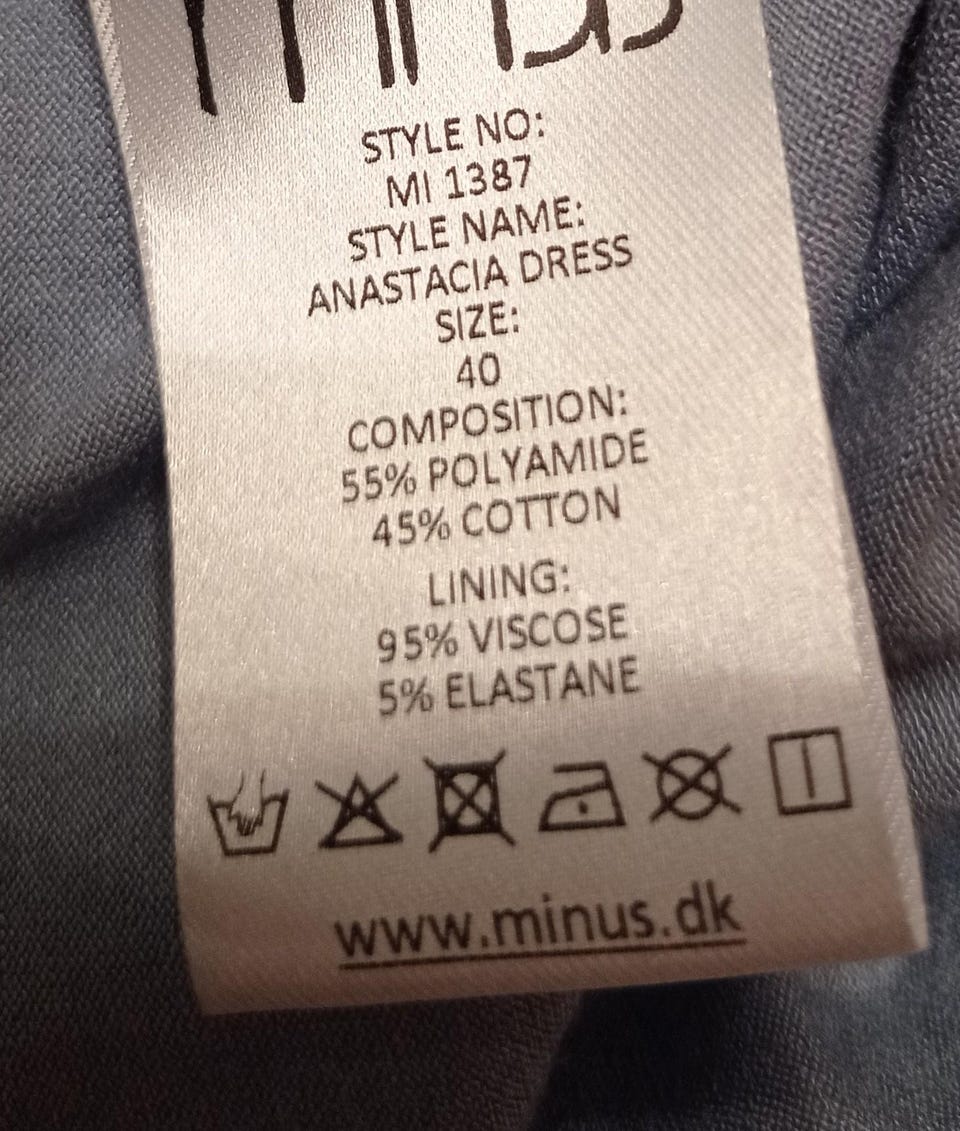 minus
STYLE NO:
MI 1387
STYLE NAME:
ANASTACIA DRESS
SIZE:
40
COMPOSITION:
55% POLYAMIDE
45% COTTON
LINING:
95% VISCOSE
5% ELASTANE
www.minus.dk